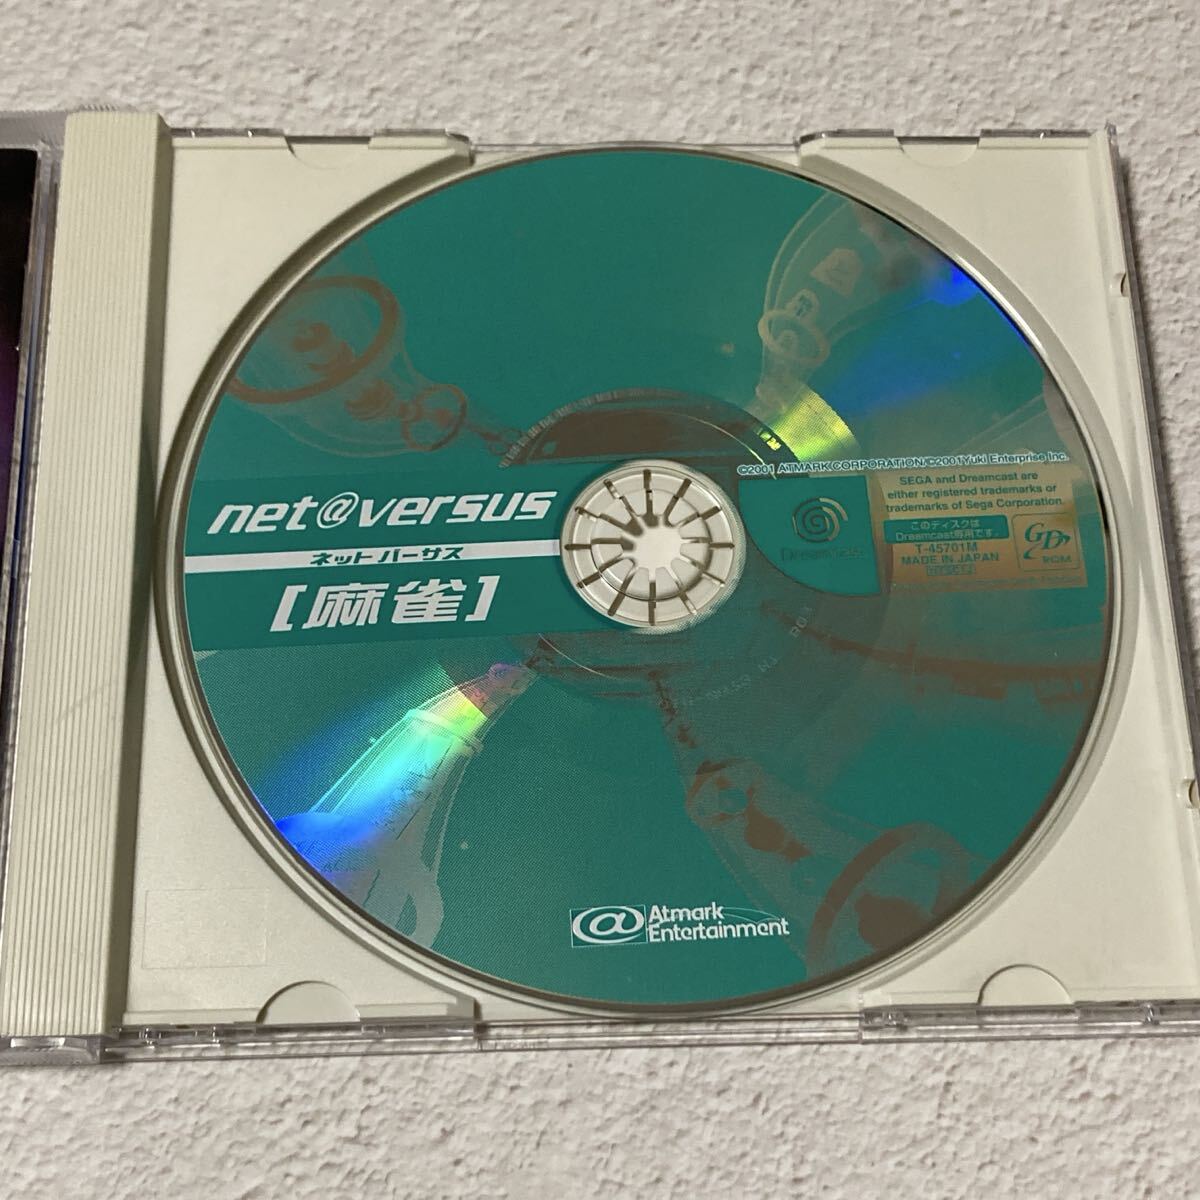 net@versus
ネット バーサス
[麻雀]
©2001 ATMARK CORPORATION/©2001Yuki Enterprise Inc.
SEGA and Dreamcast are
either registered trademarks or
trademarks of Sega Corporation.
このディスクは
Dreamcast専用です。
T-45701M
MADE IN JAPAN
GD
ROM
Dreamcast
@ Atmark
Entertainment